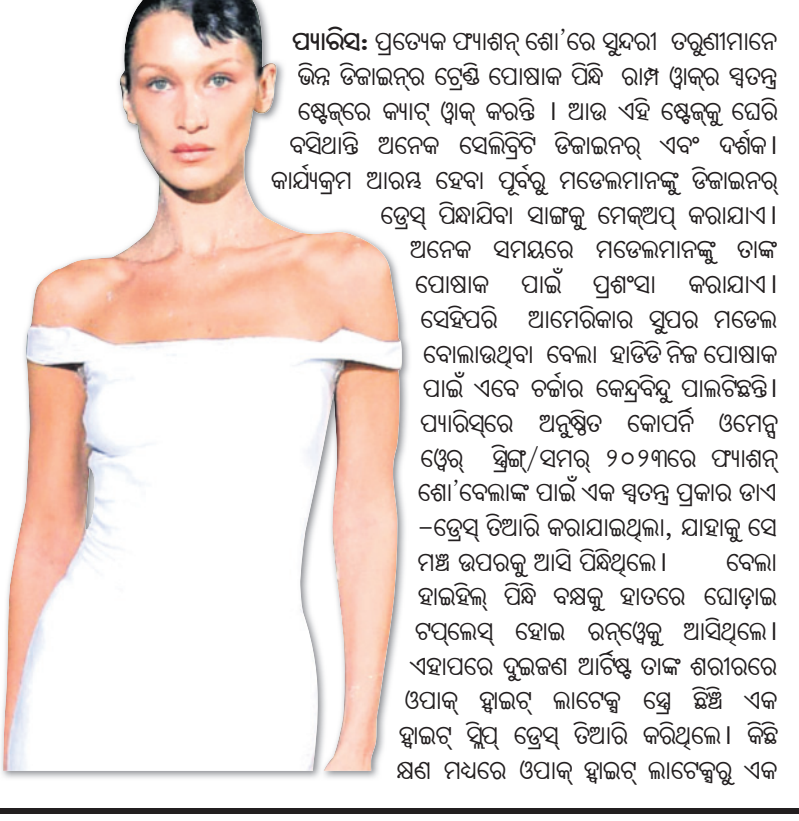 ପ୍ୟାରିସ: ପ୍ରତ୍ୟେକ ଫ୍ୟାଶନ୍ ଶୋ'ରେ ସୁନ୍ଦରୀ ତରୁଣୀମାନେ
ଭିନ୍ନ ଡିଜାଇନ୍‌ର ଟ୍ରେଣ୍ଡି ପୋଷାକ ପିନ୍ଧି ରାମ୍ପ ୱାକ୍‌ର ସ୍ୱତନ୍ତ୍ର
ଷ୍ଟେଜ୍‌ରେ କ୍ୟାଟ୍ ୱାକ୍ କରନ୍ତି । ଆଉ ଏହି ଷ୍ଟେଜ୍‌କୁ ଘେରି
ବସିଥାନ୍ତି ଅନେକ ସେଲିବ୍ରିଟି ଡିଜାଇନର୍ ଏବଂ ଦର୍ଶକ।
କାର୍ଯ୍ୟକ୍ରମ ଆରମ୍ଭ ହେବା ପୂର୍ବରୁ ମଡେଲମାନଙ୍କୁ ଡିଜାଇନର୍
ଡ୍ରେସ୍ ପିନ୍ଧାଯିବା ସାଙ୍ଗକୁ ମେକ୍ଅପ୍ କରାଯାଏ।
ଅନେକ ସମୟରେ ମଡେଲମାନଙ୍କୁ ତାଙ୍କ
ପୋଷାକ ପାଇଁ ପ୍ରଶଂସା କରାଯାଏ।
ସେହିପରି ଆମେରିକାର ସୁପର ମଡେଲ
ବୋଲାଉଥିବା ବେଲା ହାଡିଡି ନିଜ ପୋଷାକ
ପାଇଁ ଏବେ ଚର୍ଚ୍ଚାର କେନ୍ଦ୍ରବିନ୍ଦୁ ପାଲଟିଛନ୍ତି।
ପ୍ୟାରିସ୍‌ରେ ଅନୁଷ୍ଠିତ କୋପର୍ନି ଓମେନ୍ସ
ୱେର୍ ସ୍ପ୍ରିଙ୍ଗ୍/ସମର୍ ୨୦୨୩ରେ ଫ୍ୟାଶନ୍
ଶୋ'ବେଲାଙ୍କ ପାଇଁ ଏକ ସ୍ୱତନ୍ତ୍ର ପ୍ରକାର ଡାଏ
–ଡ୍ରେସ୍ ତିଆରି କରାଯାଇଥିଲା, ଯାହାକୁ ସେ
ମଞ୍ଚ ଉପରକୁ ଆସି ପିନ୍ଧିଥିଲେ। ବେଲା
ହାଇହିଲ୍ ପିନ୍ଧି ବକ୍ଷକୁ ହାତରେ ଘୋଡ଼ାଇ
ଟପ୍‌ଲେସ୍ ହୋଇ ରନ୍‌ୱେକୁ ଆସିଥିଲେ।
ଏହାପରେ ଦୁଇଜଣ ଆର୍ଟିଷ୍ଟ ତାଙ୍କ ଶରୀରରେ
ଓପାକ୍ ହ୍ୱାଇଟ୍ ଲାଟେକ୍ସ ସ୍ପ୍ରେ ଛିଞ୍ଚି ଏକ
ହ୍ୱାଇଟ୍ ସ୍ଲିପ୍ ଡ୍ରେସ୍ ତିଆରି କରିଥିଲେ। କିଛି
କ୍ଷଣ ମଧ୍ୟରେ ଓପାକ୍ ହ୍ୱାଇଟ୍ ଲାଟେକ୍ସରୁ ଏକ